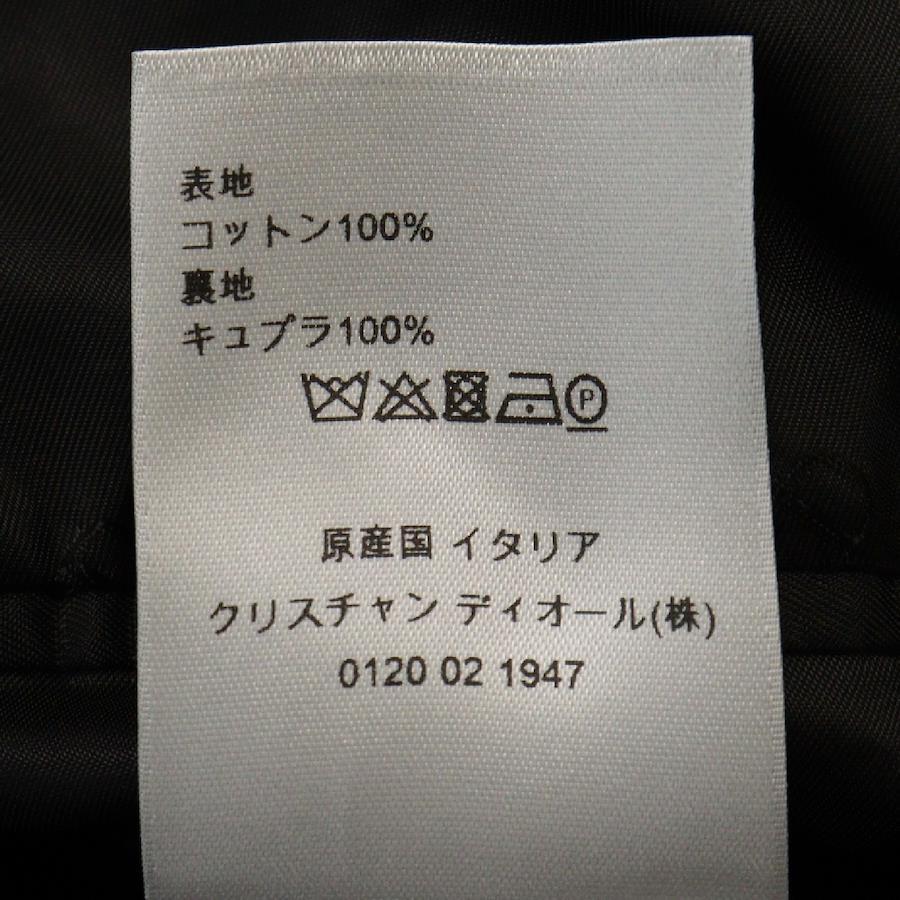 表地
コットン100%
裏地
キュプラ100%
P
原産国 イタリア
クリスチャン ディオール(株)
0120 02 1947